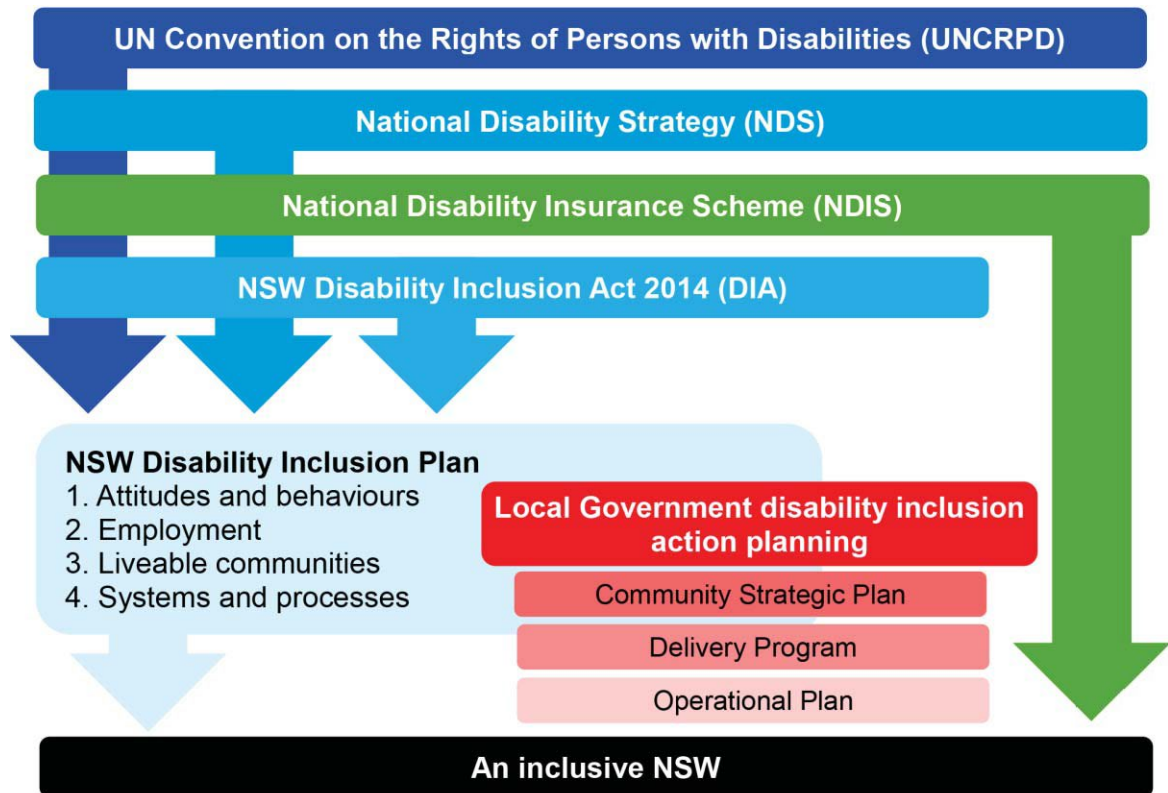 UN Convention on the Rights of Persons with Disabilities (UNCRPD)
National Disability Strategy (NDS)
National Disability Insurance Scheme (NDIS)
NSW Disability Inclusion Act 2014 (DIA)
NSW Disability Inclusion Plan
1. Attitudes and behaviours
2. Employment
3. Liveable communities
4. Systems and processes
Local Government disability inclusion
action planning
Community Strategic Plan
Delivery Program
Operational Plan
An inclusive NSW